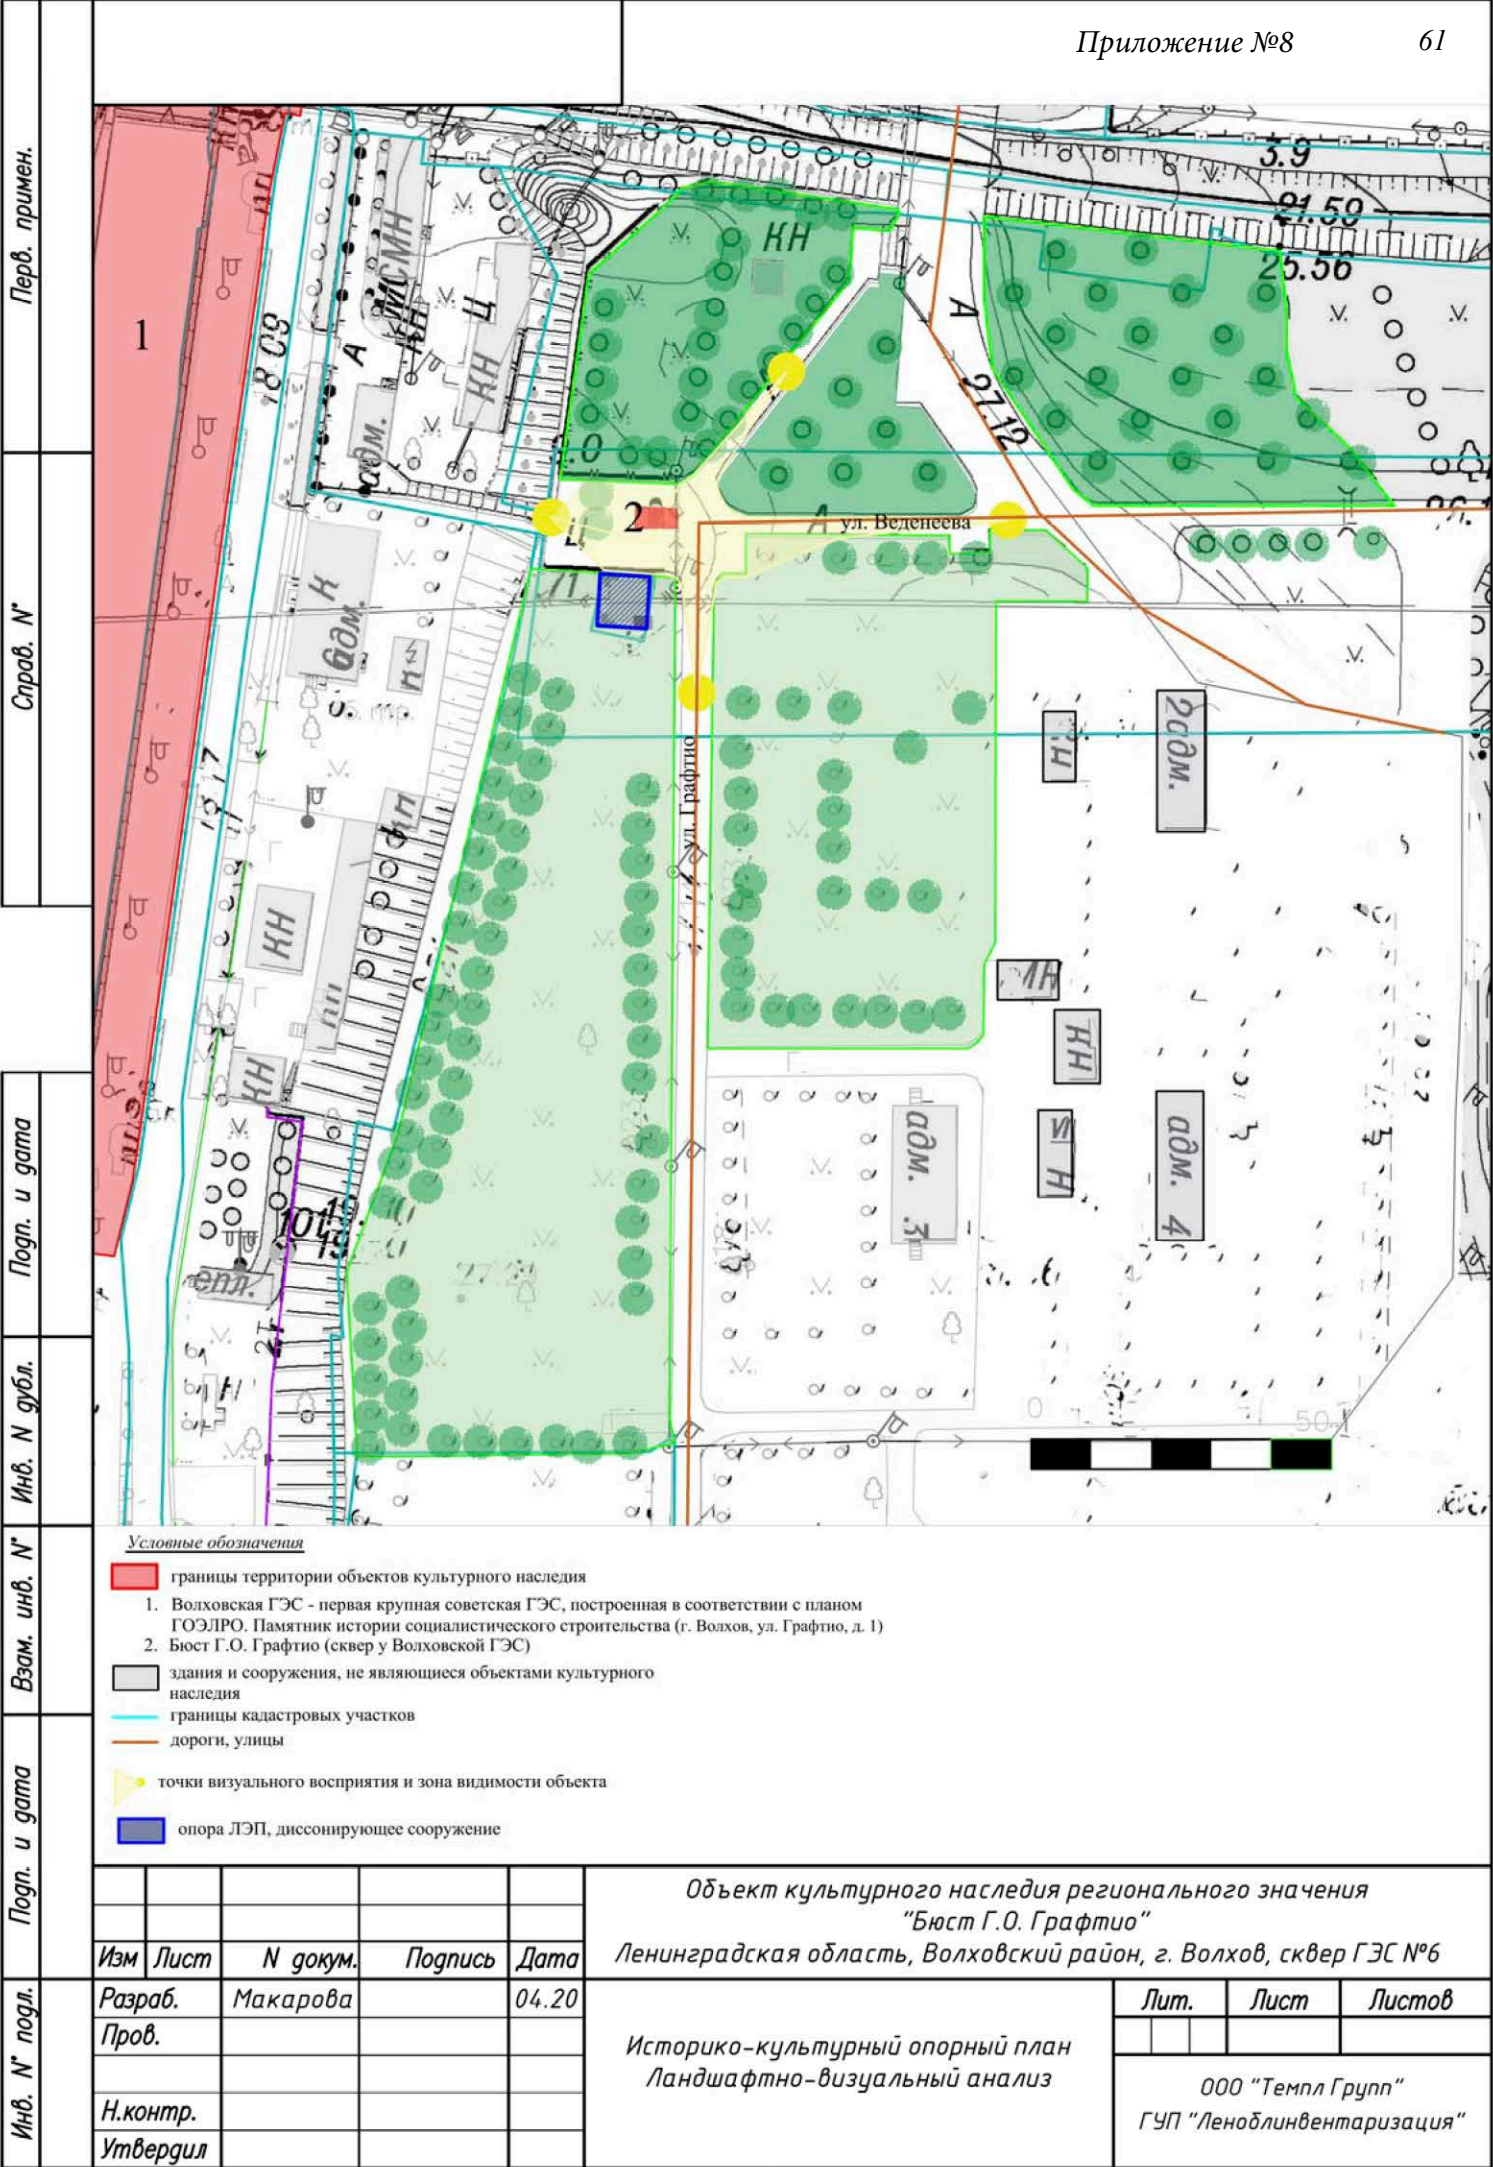 Приложение №8 61
Перв. примен.
Справ. N°
Подп. и дата
Инв. N дубл.
Взам. инв. N°
Подп. и дата
Инв. N° подл.
3.9
21.59
25.56
КН
А
27.12
1
18.09
А
Ц
КН
адм.
2
А
ул. Веденеева
К
адм.
2адм.
ул. Графтио
КН
КН
КН
адм.
адм. 4
0 50
Условные обозначения
границы территории объектов культурного наследия
1. Волховская ГЭС - первая крупная советская ГЭС, построенная в соответствии с планом
ГОЭЛРО. Памятник истории социалистического строительства (г. Волхов, ул. Графтио, д. 1)
2. Бюст Г.О. Графтио (сквер у Волховской ГЭС)
здания и сооружения, не являющиеся объектами культурного
наследия
границы кадастровых участков
дороги, улицы
точки визуального восприятия и зона видимости объекта
опора ЛЭП, диссонирующее сооружение
Изм Лист N докум. Подпись Дата
Разраб. Макарова 04.20
Пров.
Н.контр.
Утвердил
Объект культурного наследия регионального значения
"Бюст Г.О. Графтио"
Ленинградская область, Волховский район, г. Волхов, сквер ГЭС №6
Историко-культурный опорный план
Ландшафтно-визуальный анализ
Лит. Лист Листов
ООО "Темпл Групп"
ГУП "Леноблинвентаризация"